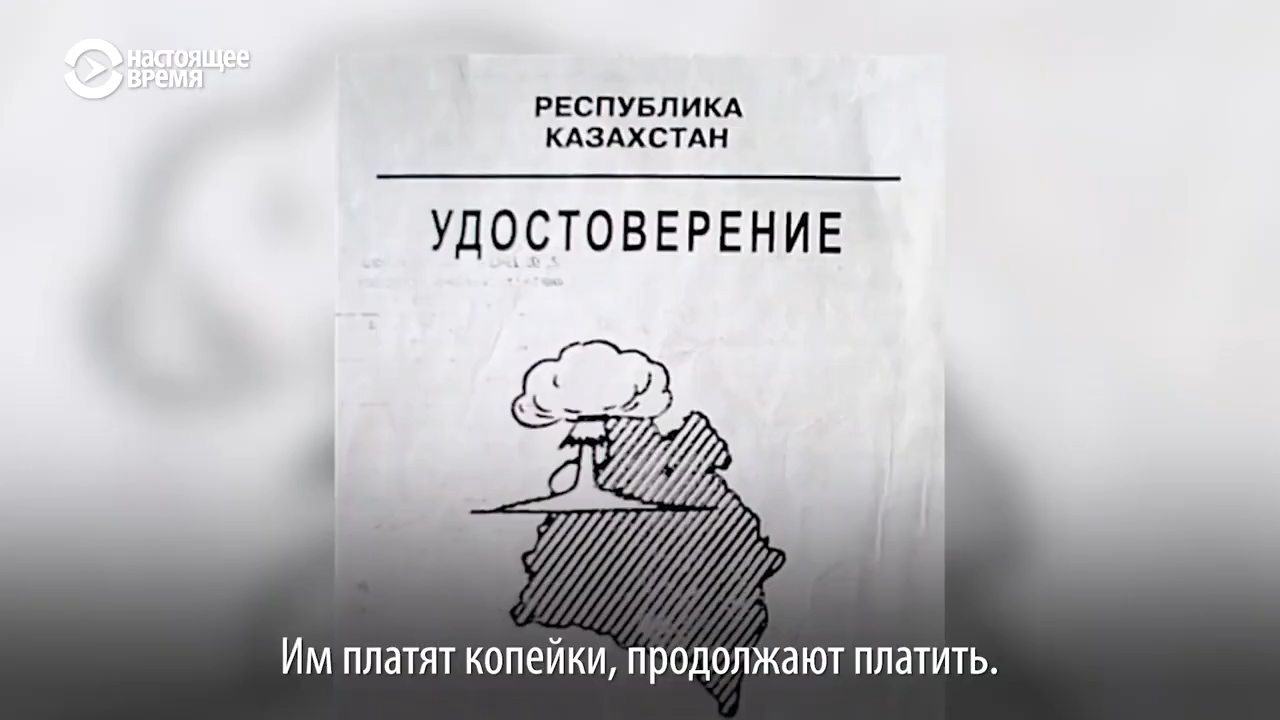 настоящее
время
РЕСПУБЛИКА
КАЗАХСТАН
УДОСТОВЕРЕНИЕ
Им платят копейки, продолжают платить.